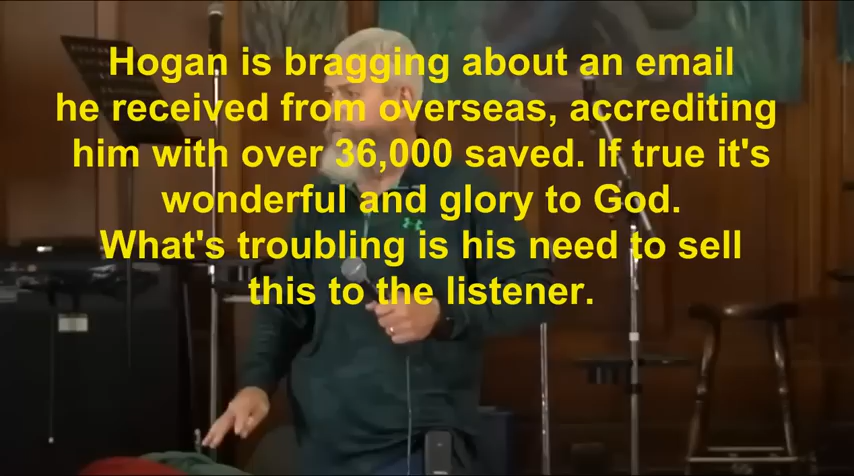 Hogan is bragging about an email
he received from overseas, accrediting
him with over 36,000 saved. If true it's
wonderful and glory to God.
What's troubling is his need to sell
this to the listener.